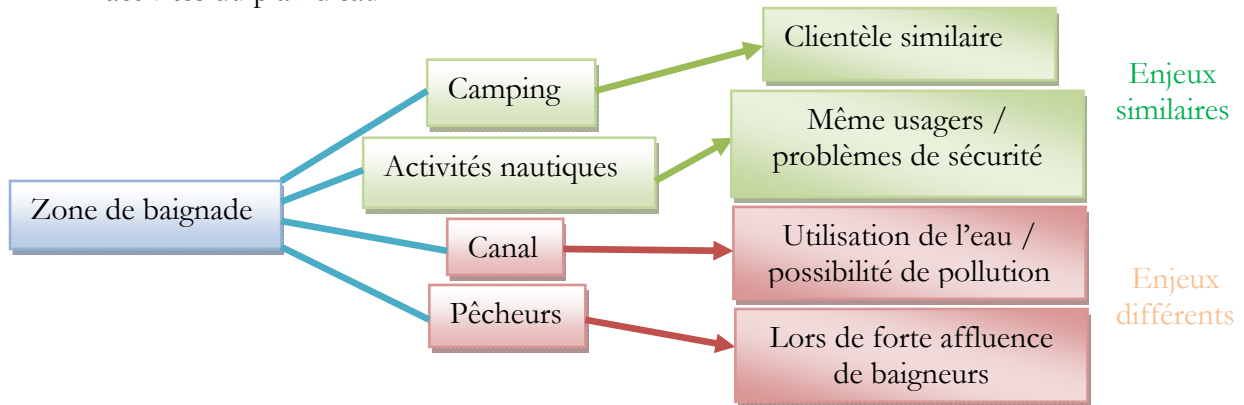 Clientèle similaire
Camping
Enjeux
similaires
Même usagers /
problèmes de sécurité
Activités nautiques
Zone de baignade
Canal
Utilisation de l’eau /
possibilité de pollution
Pêcheurs
Enjeux
différents
Lors de forte affluence
de baigneurs